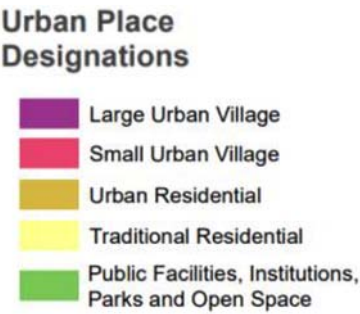 Urban Place
Designations
Large Urban Village
Small Urban Village
Urban Residential
Traditional Residential
Public Facilities, Institutions,
Parks and Open Space